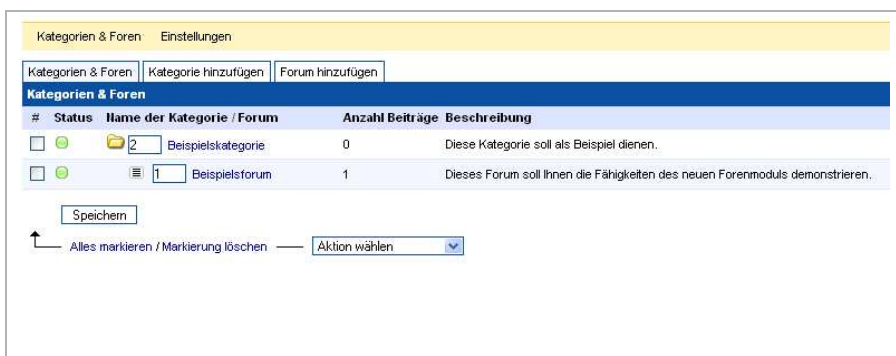 Kategorien & Foren Einstellungen
Kategorien & Foren Kategorie hinzufügen Forum hinzufügen
Kategorien & Foren
# Status Name der Kategorie / Forum Anzahl Beiträge Beschreibung
2 Beispielskategorie 0 Diese Kategorie soll als Beispiel dienen.
1 Beispielsforum 1 Dieses Forum soll Ihnen die Fähigkeiten des neuen Forenmoduls demonstrieren.
Speichern
Alles markieren / Markierung löschen Aktion wählen